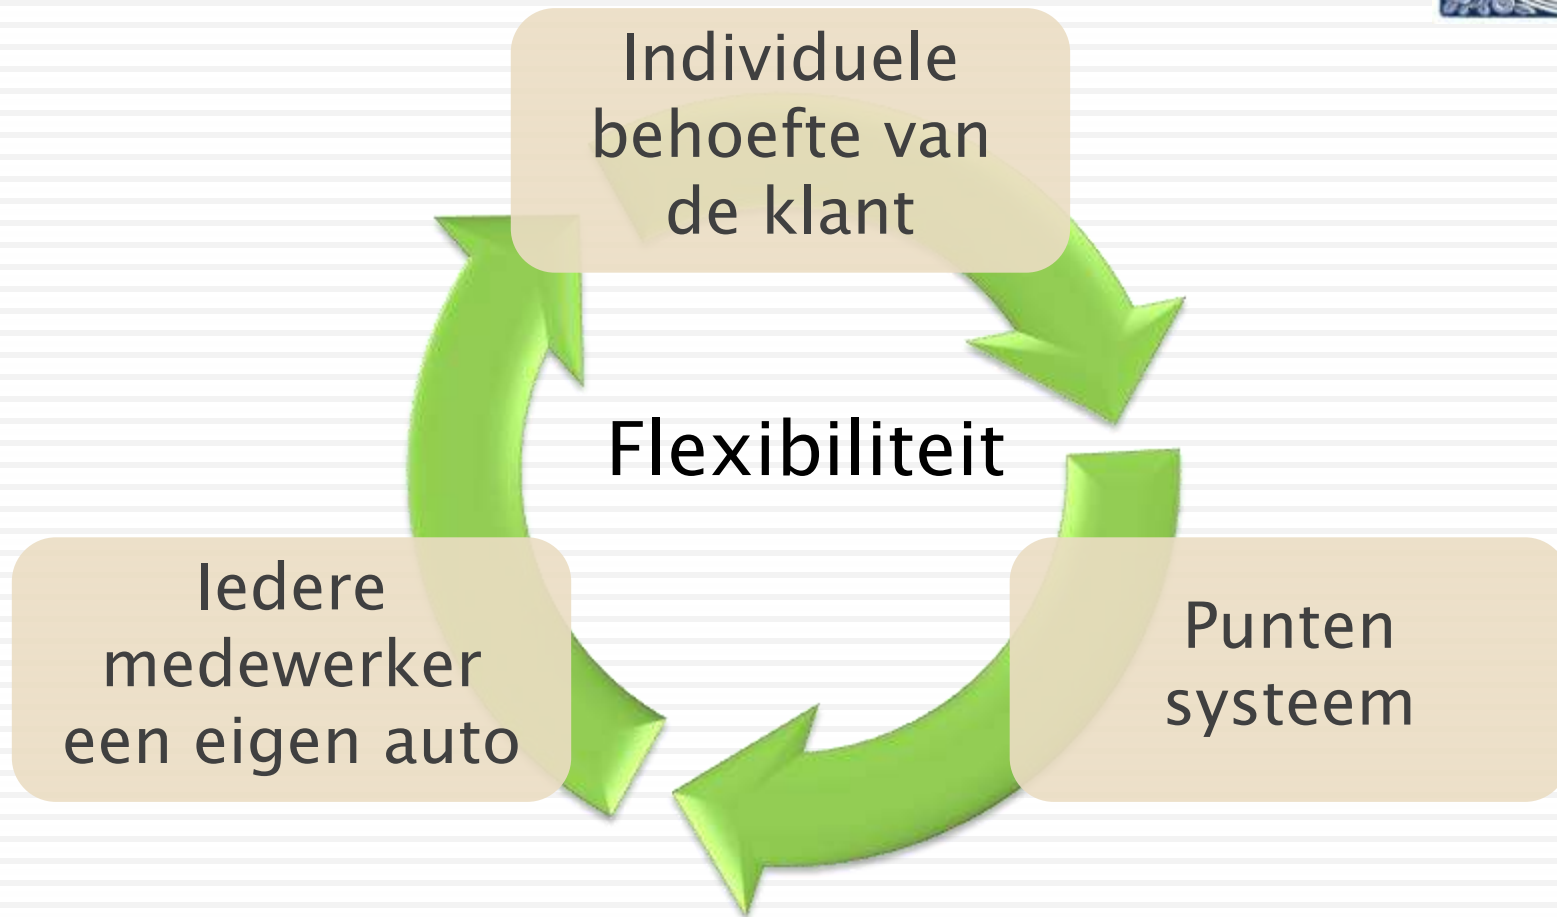 Individuele
behoefte van
de klant
Flexibiliteit
Iedere
medewerker
een eigen auto
Punten
systeem